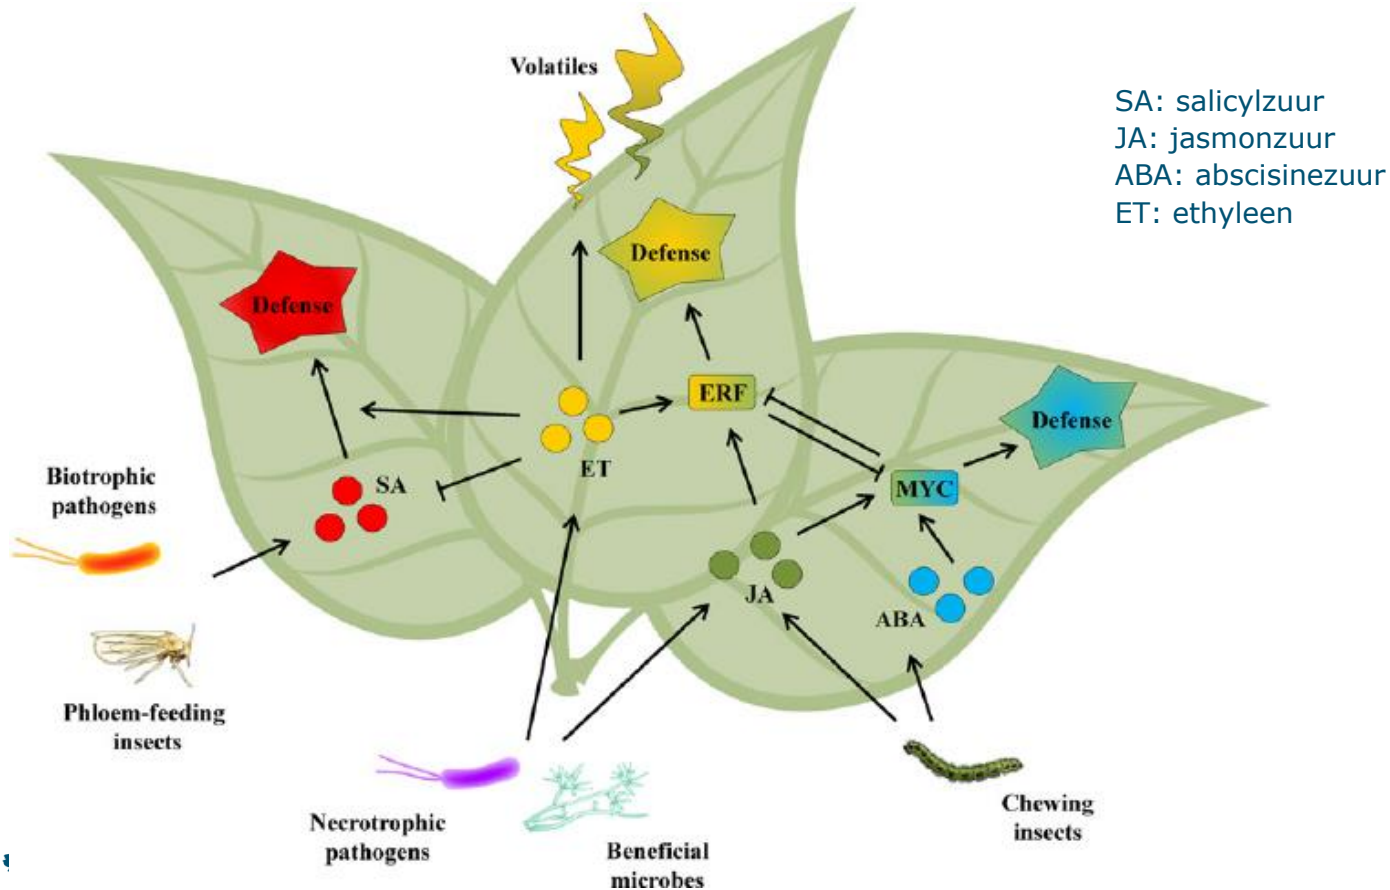 Volatiles
SA: salicylzuur
JA: jasmonzuur
ABA: abscisinezuur
ET: ethyleen
Defense
Defense
ERF
Defense
ET
Biotrophic
pathogens
SA
MYC
JA
ABA
Phloem-feeding
insects
Necrotrophic
pathogens
Beneficial
microbes
Chewing
insects